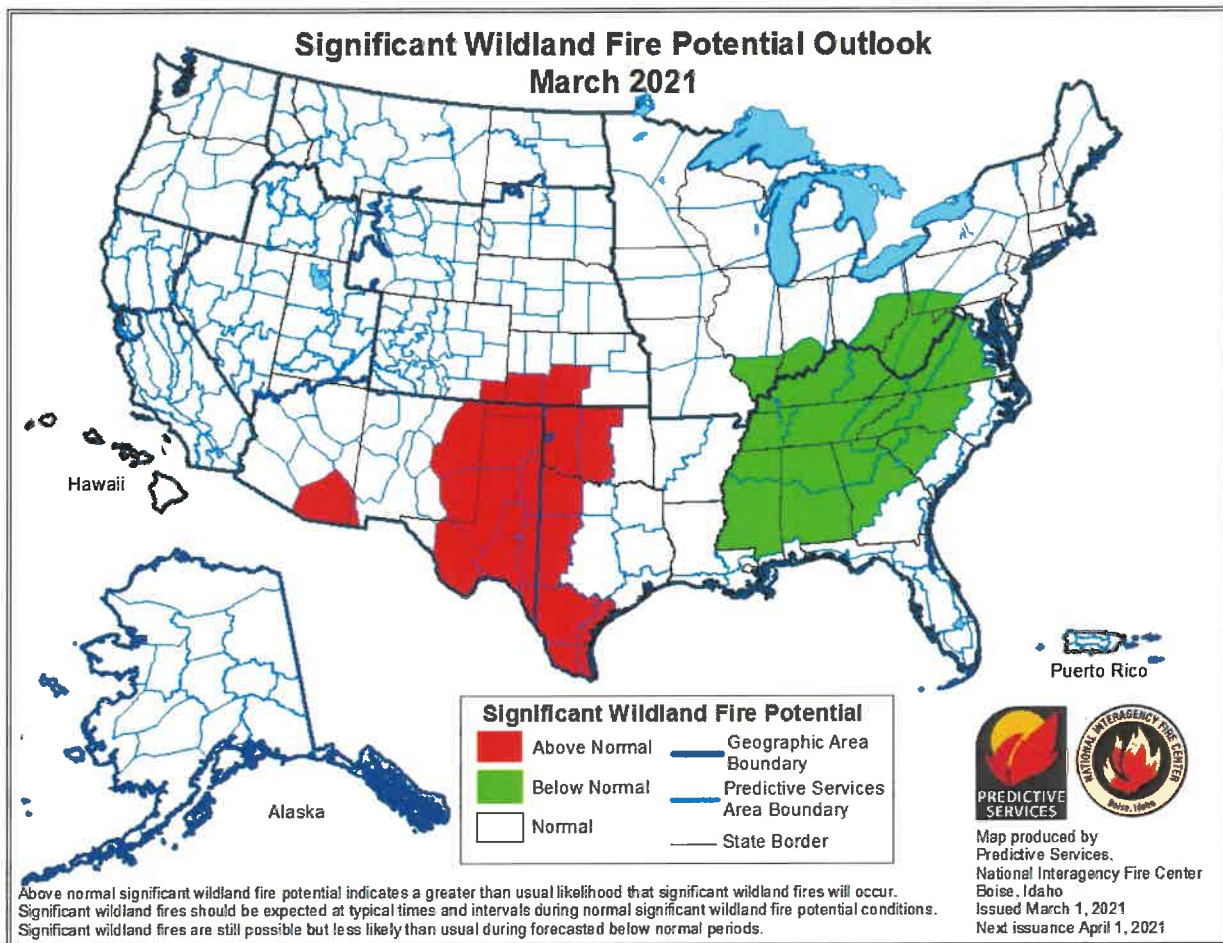 Significant Wildland Fire Potential Outlook
March 2021
Hawaii
Alaska
Puerto Rico
Significant Wildland Fire Potential
Above Normal
Below Normal
Normal
Geographic Area
Boundary
Predictive Services
Area Boundary
State Border
PREDICTIVE
SERVICES
NATIONAL INTERAGENCY FIRE CENTER
Boise, Idaho
Map produced by
Predictive Services,
National Interagency Fire Center
Boise, Idaho
Issued March 1, 2021
Next issuance April 1, 2021
Above normal significant wildland fire potential indicates a greater than usual likelihood that significant wildland fires will occur.
Significant wildland fires should be expected at typical times and intervals during normal significant wildland fire potential conditions.
Significant wildland fires are still possible but less likely than usual during forecasted below normal periods.